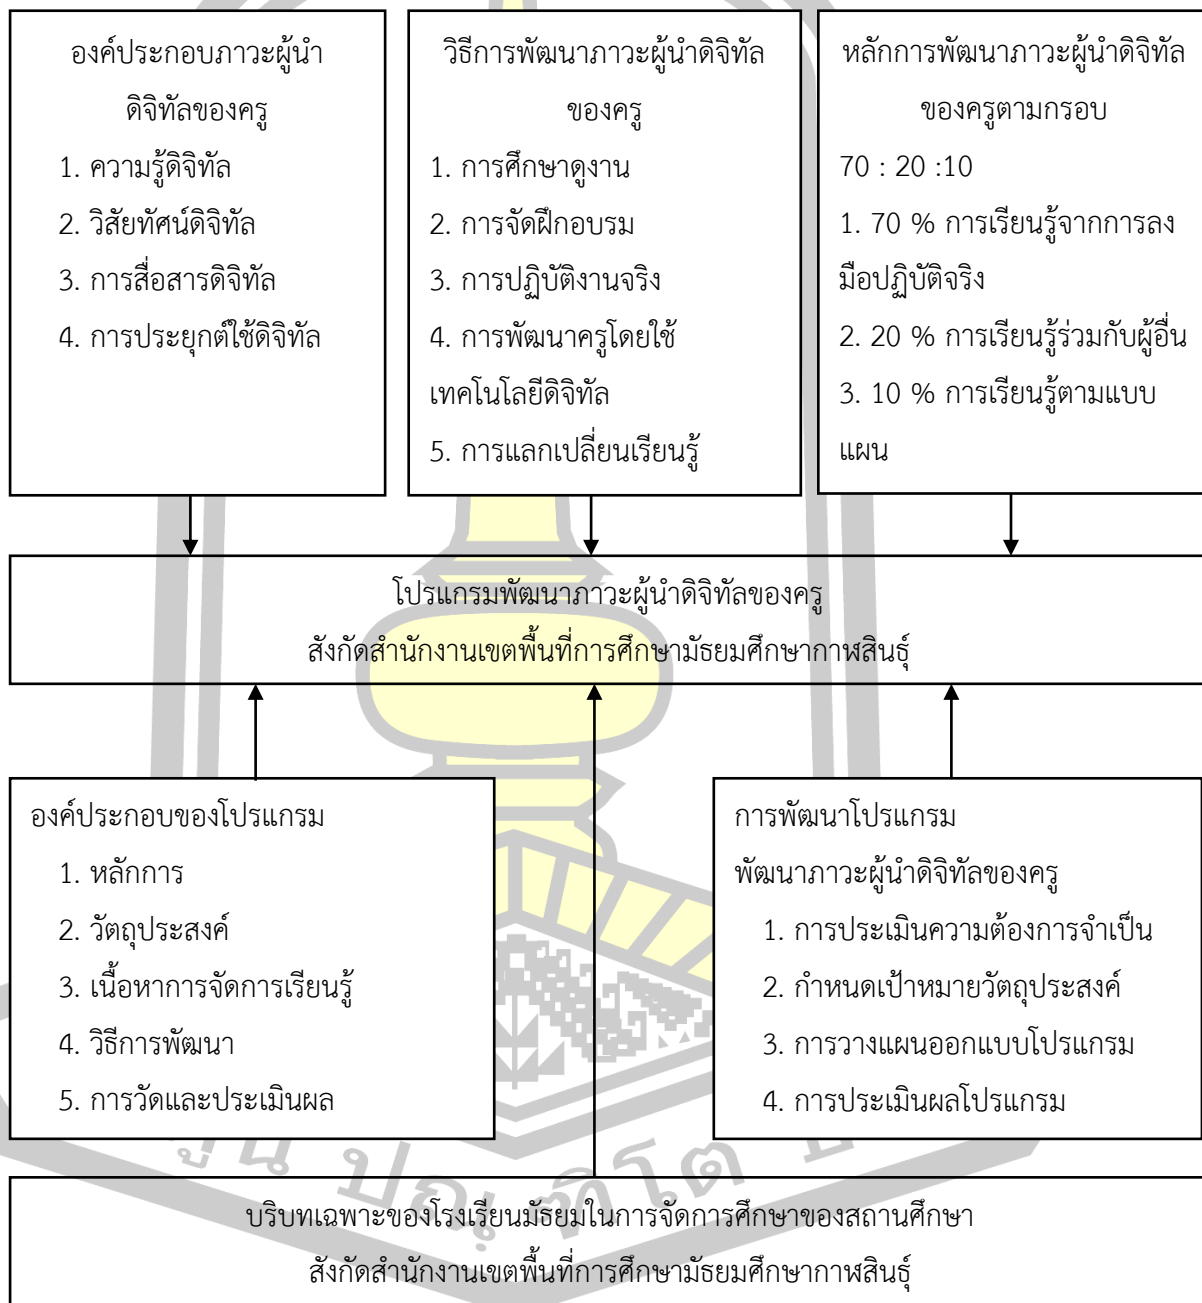 องค์ประกอบภาวะผู้นำ
ดิจิทัลของครู
1. ความรู้ดิจิทัล
2. วิสัยทัศน์ดิจิทัล
3. การสื่อสารดิจิทัล
4. การประยุกต์ใช้ดิจิทัล
วิธีการพัฒนาภาวะผู้นำดิจิทัล
ของครู
1. การศึกษาดูงาน
2. การจัดฝึกอบรม
3. การปฏิบัติงานจริง
4. การพัฒนาครูโดยใช้
เทคโนโลยีดิจิทัล
5. การแลกเปลี่ยนเรียนรู้
หลักการพัฒนาภาวะผู้นำดิจิทัล
ของครูตามกรอบ
70 : 20 :10
1. 70 % การเรียนรู้จากการลง
มือปฏิบัติจริง
2. 20 % การเรียนรู้ร่วมกับผู้อื่น
3. 10 % การเรียนรู้ตามแบบ
แผน
โปรแกรมพัฒนาภาวะผู้นำดิจิทัลของครู
สังกัดสำนักงานเขตพื้นที่การศึกษามัธยมศึกษากาฬสินธุ์
องค์ประกอบของโปรแกรม
1. หลักการ
2. วัตถุประสงค์
3. เนื้อหาการจัดการเรียนรู้
4. วิธีการพัฒนา
5. การวัดและประเมินผล
การพัฒนาโปรแกรม
พัฒนาภาวะผู้นำดิจิทัลของครู
1. การประเมินความต้องการจำเป็น
2. กำหนดเป้าหมายวัตถุประสงค์
3. การวางแผนออกแบบโปรแกรม
4. การประเมินผลโปรแกรม
บริบทเฉพาะของโรงเรียนมัธยมในการจัดการศึกษาของสถานศึกษา
สังกัดสำนักงานเขตพื้นที่การศึกษามัธยมศึกษากาฬสินธุ์